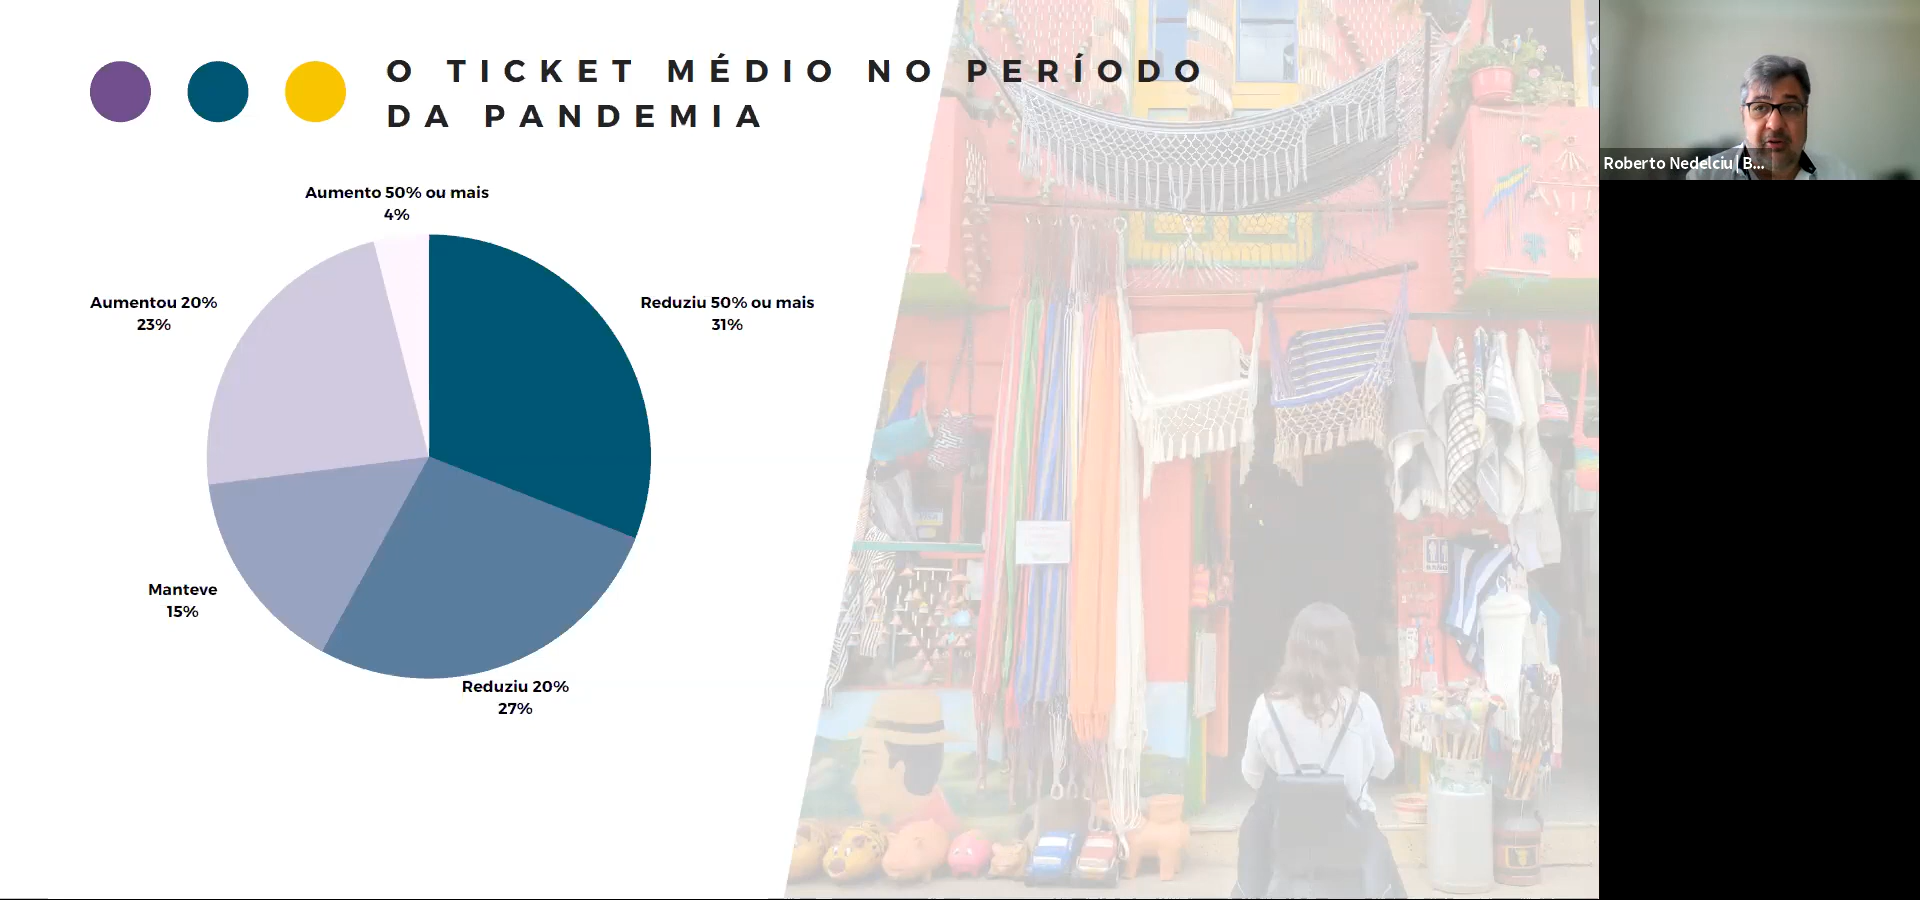 O TICKET MÉDIO NO PERÍODO
DA PANDEMIA
Aumento 50% ou mais
4%
Aumentou 20%
23%
Reduziu 50% ou mais
31%
Manteve
15%
Reduziu 20%
27%
Roberto Nedelciu | B...